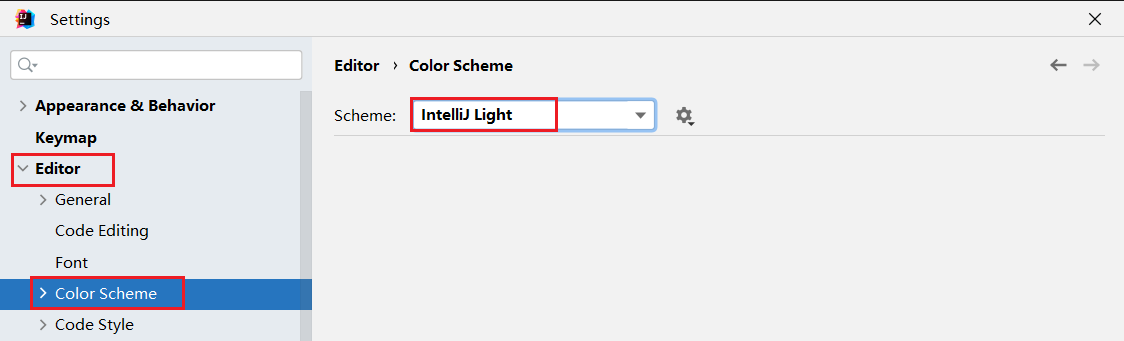 Settings
Appearance & Behavior
Keymap
Editor
General
Code Editing
Font
Color Scheme
Code Style
Editor › Color Scheme
Scheme: IntelliJ Light